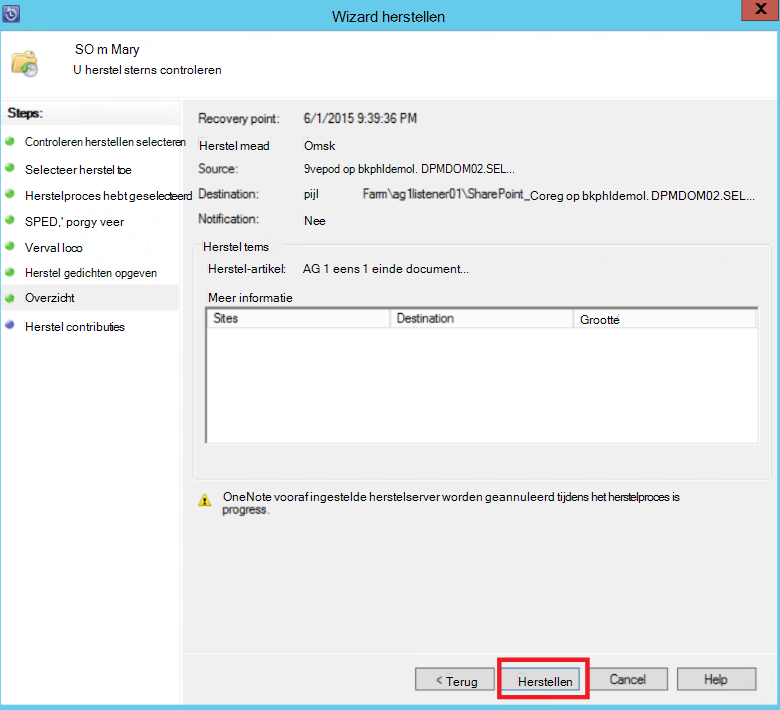 Wizard herstellen
X
SO m Mary
U herstel sterns controleren
Steps:
Controleren herstellen selecteren
Selecteer herstel toe
Herstelproces hebt geselecteerd
SPED,' porgy veer
Verval loco
Herstel gedichten opgeven
Overzicht
Herstel contributies
Recovery point: 6/1/2015 9:39:36 PM
Herstel mead Omsk
Source: 9vepod op bkphldemol. DPMDOM02.SEL...
Destination: pijl Farm\ag1listener01\SharePoint_Coreg op bkphldemol. DPMDOM02.SEL...
Notification: Nee
Herstel tems
Herstel-artikel: AG 1 eens 1 einde document...
Meer informatie
Sites Destination Grootte
OneNote vooraf ingestelde herstelserver worden geannuleerd tijdens het herstelproces is
progress.
< Terug Herstellen Cancel Help